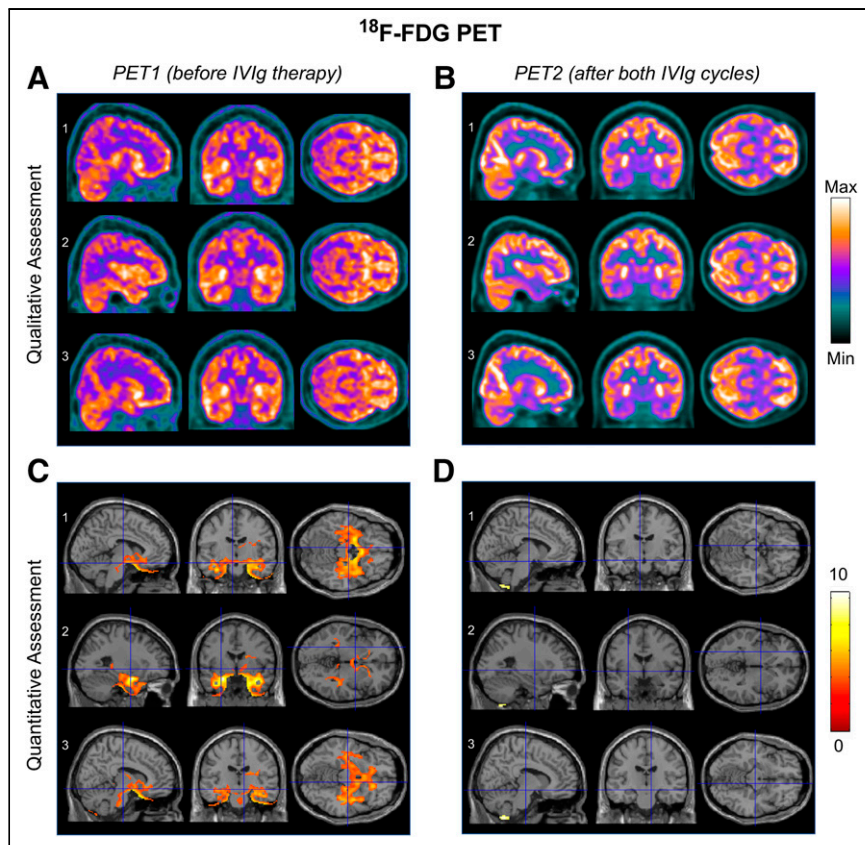 ¹⁸F-FDG PET
A
PET1 (before IVIg therapy)
B
PET2 (after both IVIg cycles)
Qualitative Assessment
1
2
3
1
2
3
Max
Min
C
D
Quantitative Assessment
1
2
3
1
2
3
10
0